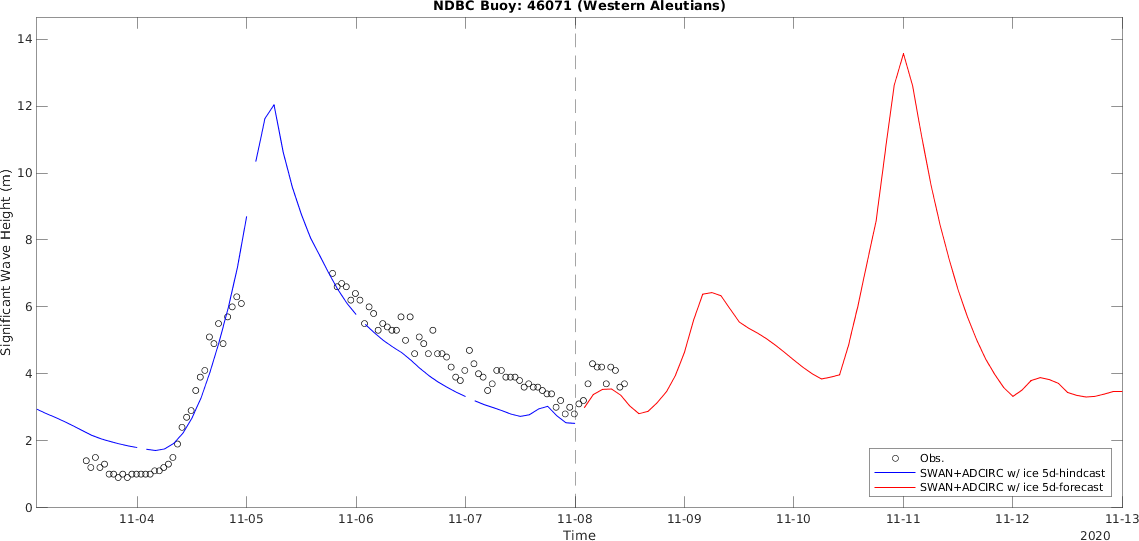 NDBC Buoy: 46071 (Western Aleutians)
Significant Wave Height (m)
14
12
10
8
6
4
2
0
Obs.
SWAN+ADCIRC w/ ice 5d-hindcast
SWAN+ADCIRC w/ ice 5d-forecast
11-04 11-05 11-06 11-07 11-08 11-09 11-10 11-11 11-12 11-13
Time
2020